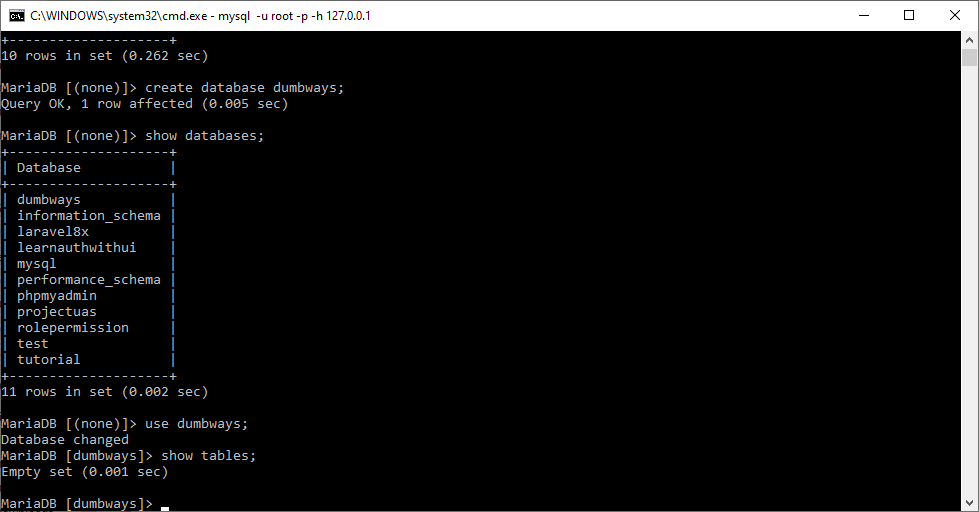 C:\WINDOWS\system32\cmd.exe - mysql  -u root -p -h 127.0.0.1
+--------------------+
10 rows in set (0.262 sec)
MariaDB [(none)]> create database dumbways;
Query OK, 1 row affected (0.005 sec)
MariaDB [(none)]> show databases;
+--------------------+
| Database           |
+--------------------+
| dumbways           |
| information_schema |
| laravel8x          |
| learnauthwithui    |
| mysql              |
| performance_schema |
| phpmyadmin         |
| projectuas         |
| rolepermission     |
| test               |
| tutorial           |
+--------------------+
11 rows in set (0.002 sec)
MariaDB [(none)]> use dumbways;
Database changed
MariaDB [dumbways]> show tables;
Empty set (0.001 sec)
MariaDB [dumbways]>